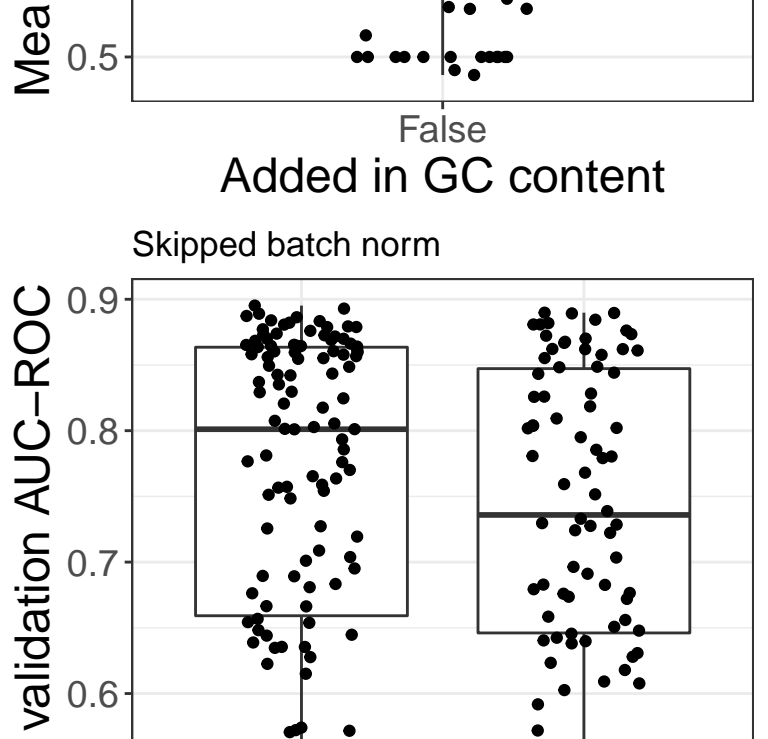 Mea
0.5
False
Added in GC content
Skipped batch norm
validation AUC−ROC
0.9
0.8
0.7
0.6